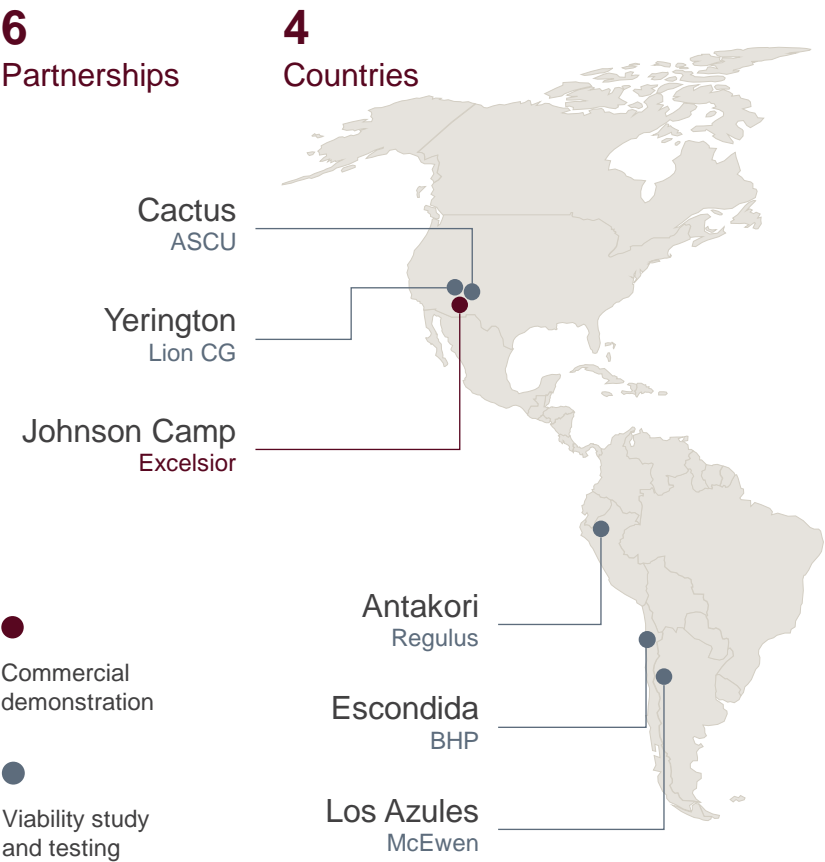 6
Partnerships
4
Countries
Cactus
ASCU
Yerington
Lion CG
Johnson Camp
Excelsior
Antakori
Regulus
Escondida
BHP
Los Azules
McEwen
Commercial
demonstration
Viability study
and testing